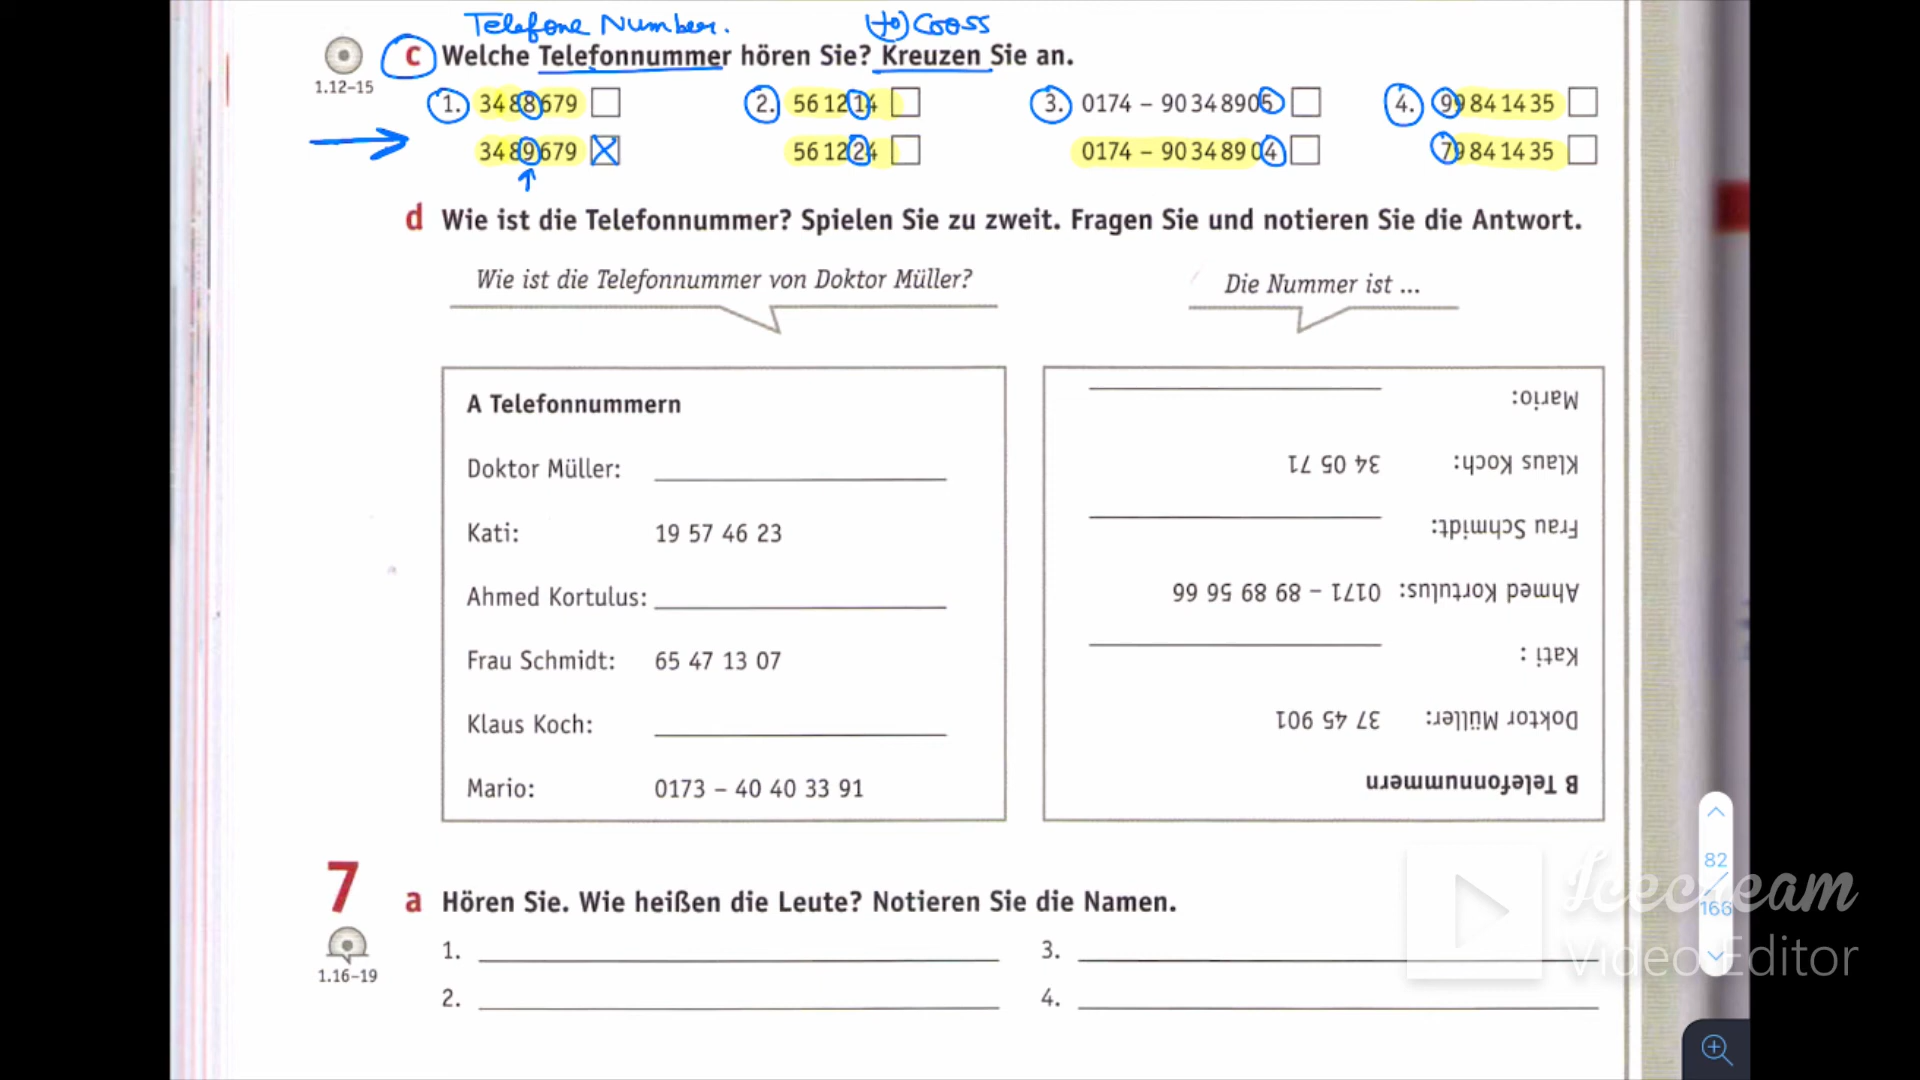 Telefone Number. (to) Cross
c Welche Telefonnummer hören Sie? Kreuzen Sie an.
1.12–15
1. 34 88 679 2. 56 12 14 3. 0174 – 90 34 89 05 4. 99 84 14 35
34 89 679 56 12 24 0174 – 90 34 89 04 79 84 14 35
d Wie ist die Telefonnummer? Spielen Sie zu zweit. Fragen Sie und notieren Sie die Antwort.
Wie ist die Telefonnummer von Doktor Müller? Die Nummer ist ...
A Telefonnummern
Doktor Müller:
Kati: 19 57 46 23
Ahmed Kortulus:
Frau Schmidt: 65 47 13 07
Klaus Koch:
Mario: 0173 – 40 40 33 91
B Telefonnummern
Doktor Müller: 37 45 901
Kati :
Ahmed Kortulus: 0171 – 89 89 56 66
Frau Schmidt:
Klaus Koch: 34 05 71
Mario:
7 a Hören Sie. Wie heißen die Leute? Notieren Sie die Namen.
1.16–19
1. 3.
2. 4.
82
/
166
Icecream
Video Editor